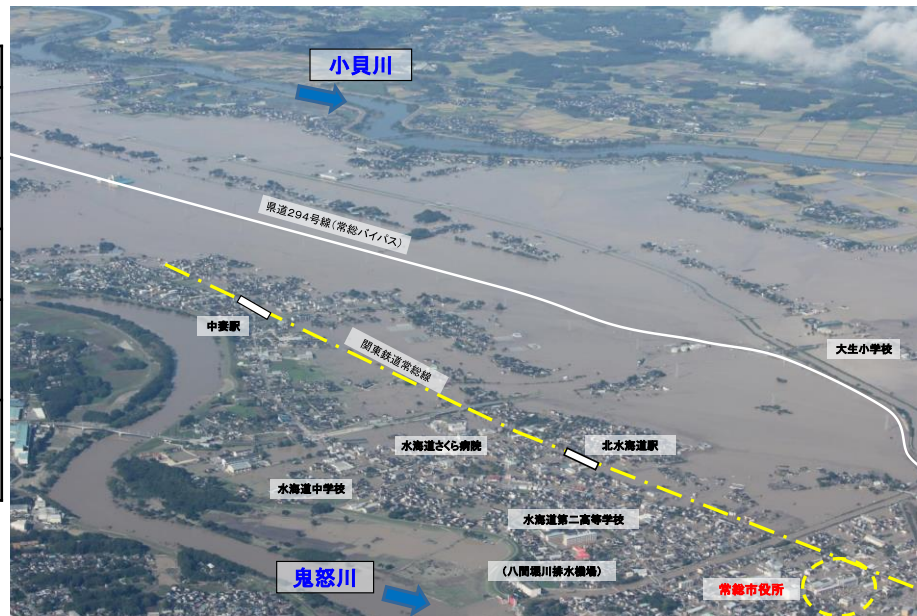 小貝川
県道294号線(常総バイパス)
中妻駅
関東鉄道常総線
大生小学校
水海道さくら病院
北水海道駅
水海道中学校
水海道第二高等学校
鬼怒川
(八間堀川排水機場)
常総市役所